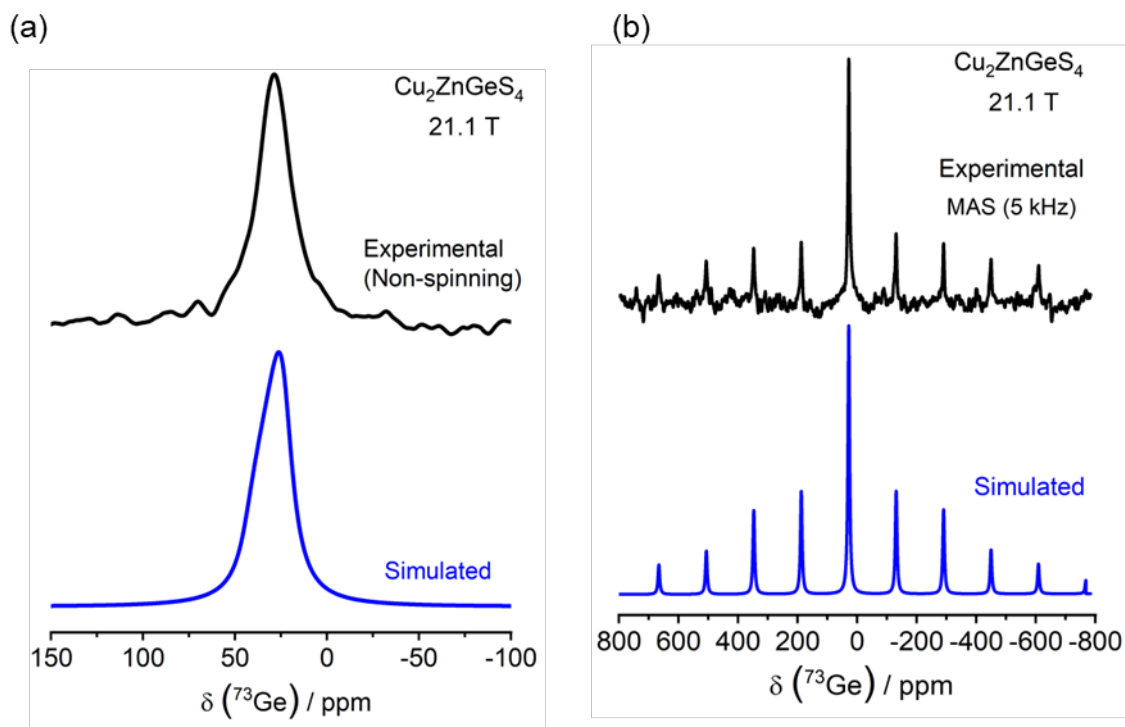 (a)
Cu₂ZnGeS₄
21.1 T
Experimental
(Non-spinning)
Simulated
150 50 0 -50 -100
δ (⁷³Ge) / ppm
(b)
Cu₂ZnGeS₄
21.1 T
Experimental
MAS (5 kHz)
Simulated
800 600 400 200 0 -200 -400 -600 -800
δ (⁷³Ge) / ppm